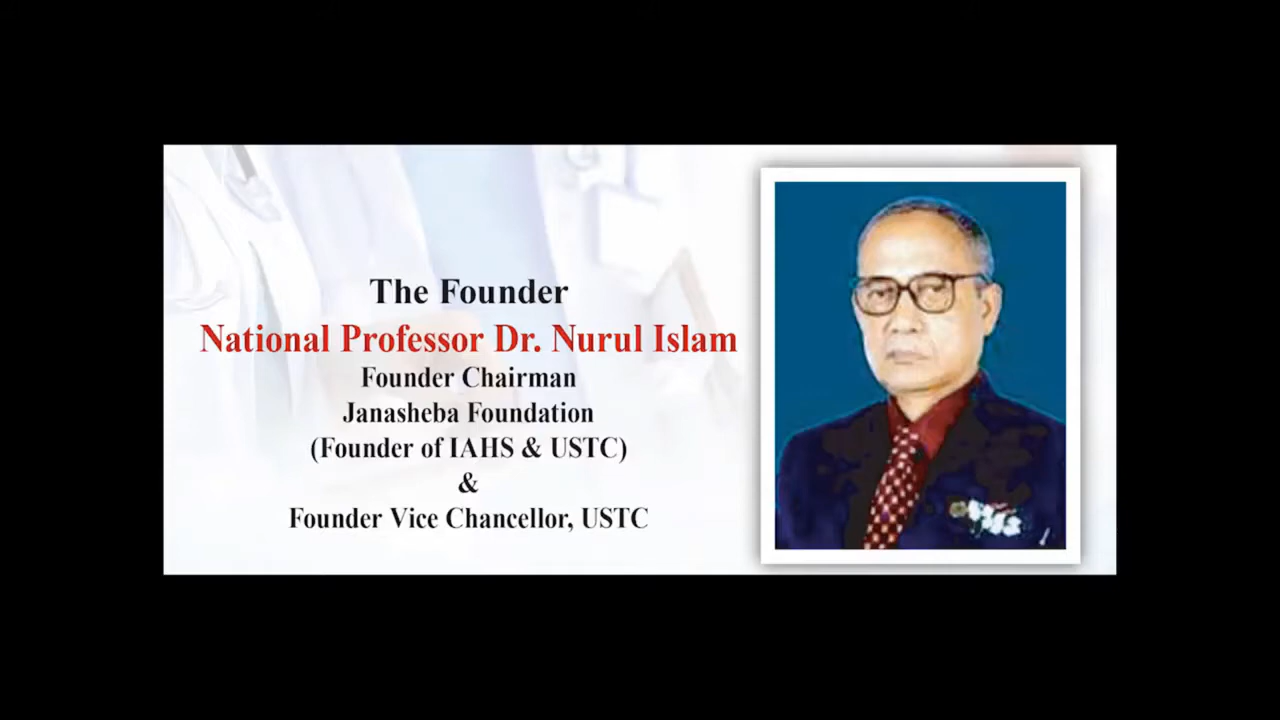 The Founder
National Professor Dr. Nurul Islam
Founder Chairman
Janasheba Foundation
(Founder of IAHS & USTC)
&
Founder Vice Chancellor, USTC